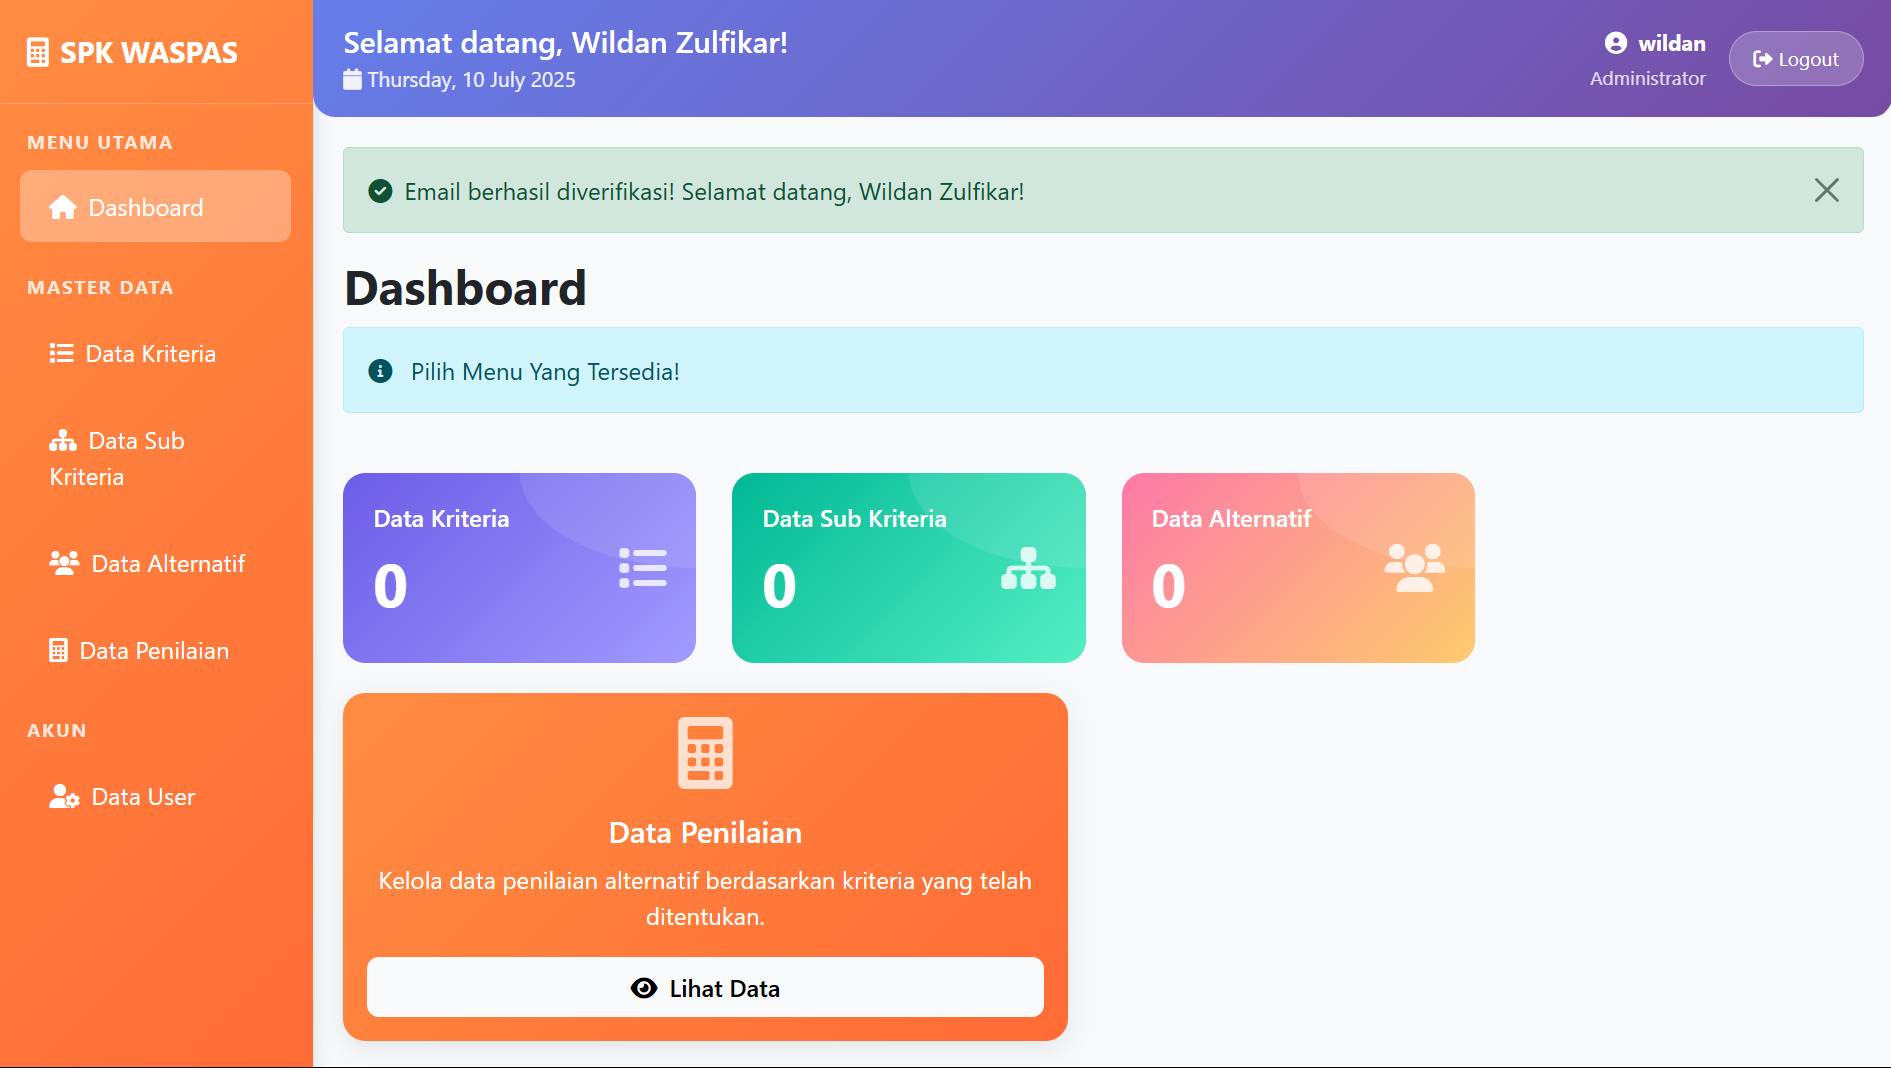 SPK WASPAS
MENU UTAMA
Dashboard
MASTER DATA
Data Kriteria
Data Sub
Kriteria
Data Alternatif
Data Penilaian
AKUN
Data User
Selamat datang, Wildan Zulfikar!
Thursday, 10 July 2025
wildan
Administrator
Logout
Email berhasil diverifikasi! Selamat datang, Wildan Zulfikar!
Dashboard
Pilih Menu Yang Tersedia!
Data Kriteria
0
Data Sub Kriteria
0
Data Alternatif
0
Data Penilaian
Kelola data penilaian alternatif berdasarkan kriteria yang telah
ditentukan.
Lihat Data